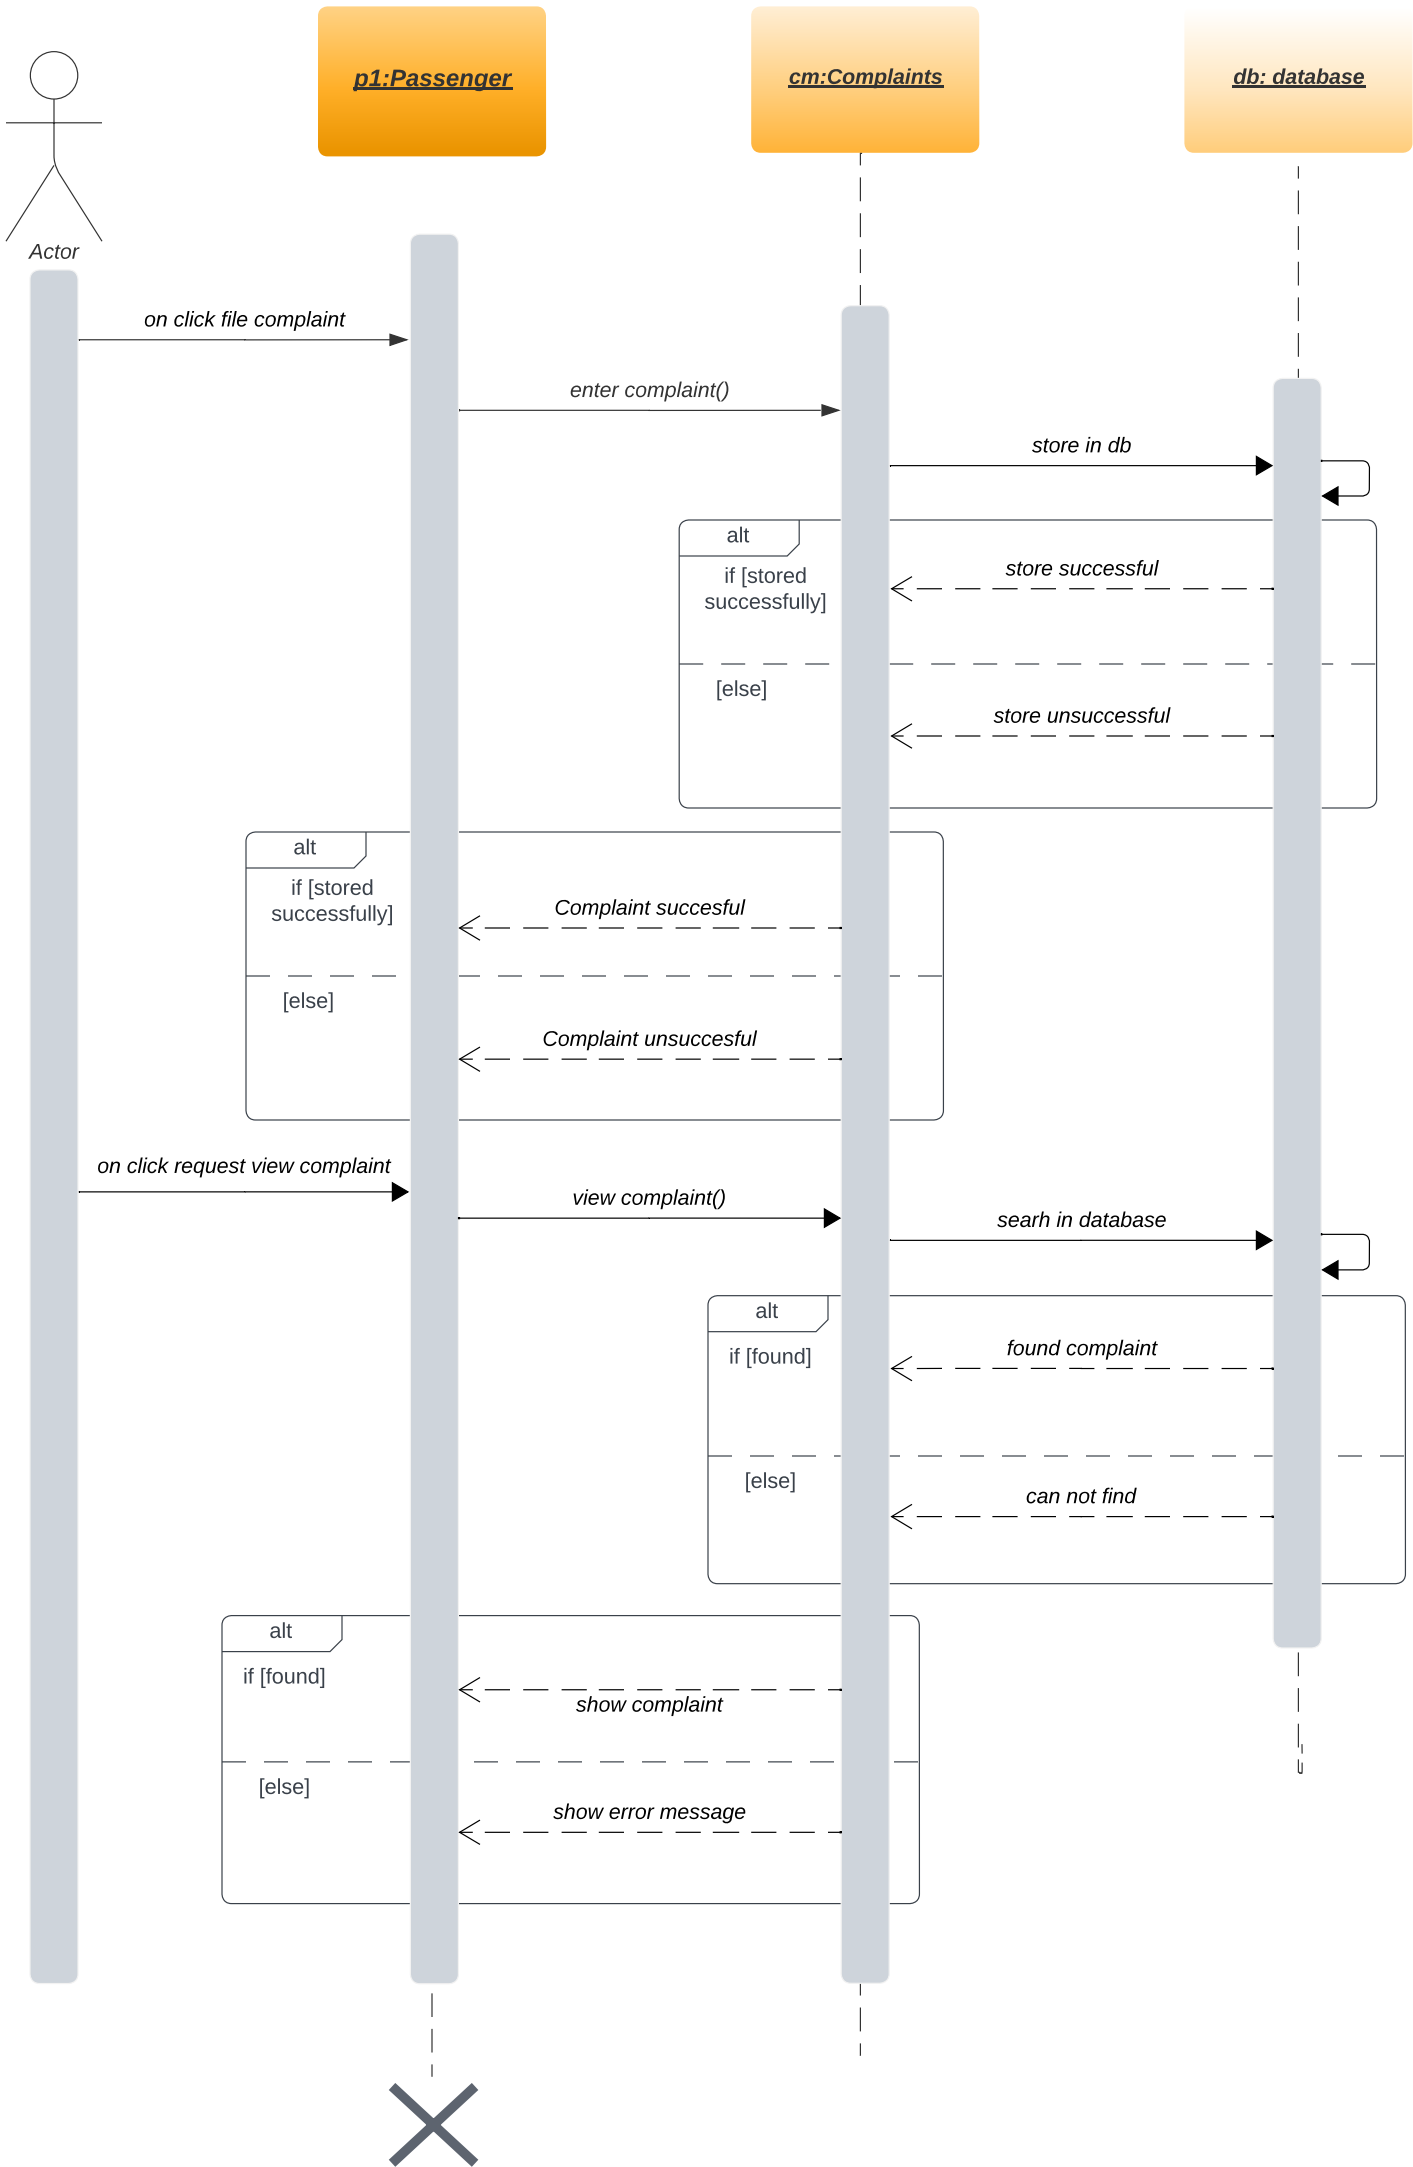 p1:Passenger
cm:Complaints
db: database
Actor
on click file complaint
enter complaint()
store in db
alt
if [stored
successfully]
store successful
[else]
store unsuccessful
alt
if [stored
successfully]
Complaint succesful
[else]
Complaint unsuccesful
on click request view complaint
view complaint()
searh in database
alt
if [found]
found complaint
[else]
can not find
alt
if [found]
show complaint
[else]
show error message